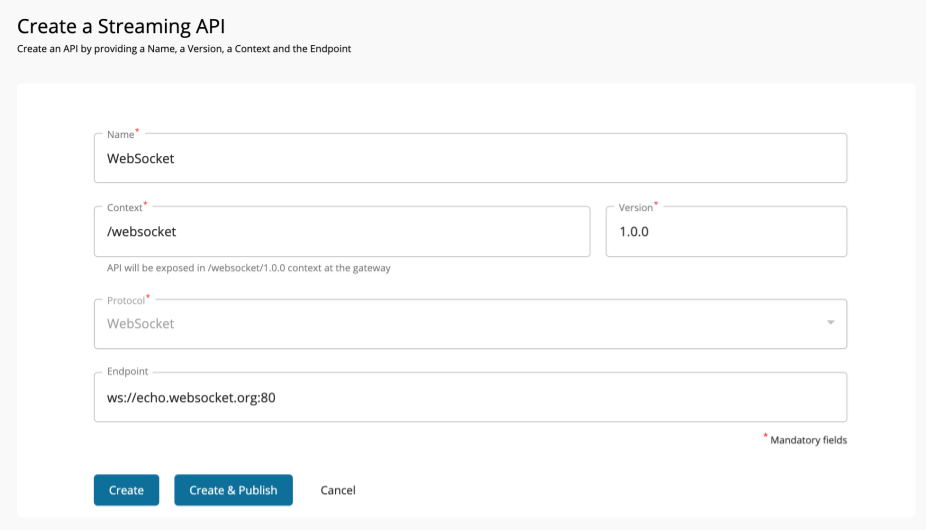 Create a Streaming API
Create an API by providing a Name, a Version, a Context and the Endpoint
Name*
WebSocket
Context* Version*
/websocket 1.0.0
API will be exposed in /websocket/1.0.0 context at the gateway
Protocol*
WebSocket
Endpoint
ws://echo.websocket.org:80
* Mandatory fields
Create Create & Publish Cancel